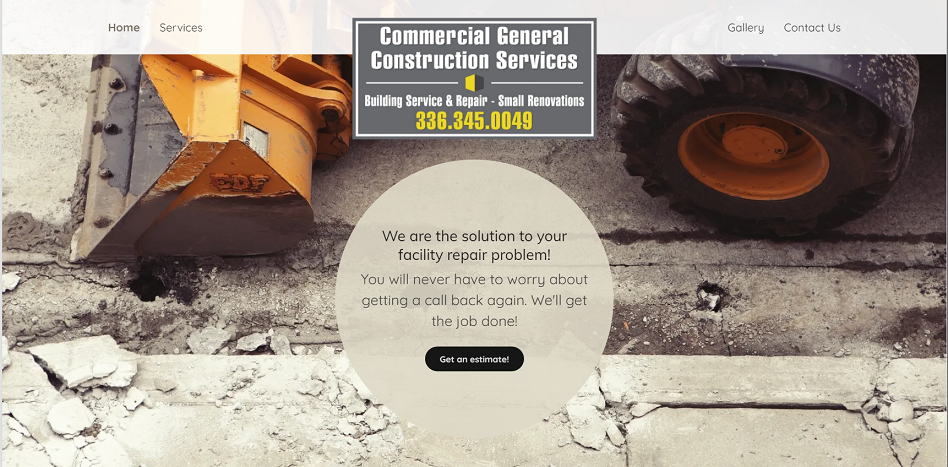 Home
Services
Gallery
Contact Us
Commercial General
Construction Services
Building Service & Repair - Small Renovations
336.345.0049
We are the solution to your
facility repair problem!
You will never have to worry about
getting a call back again. We'll get
the job done!
Get an estimate!